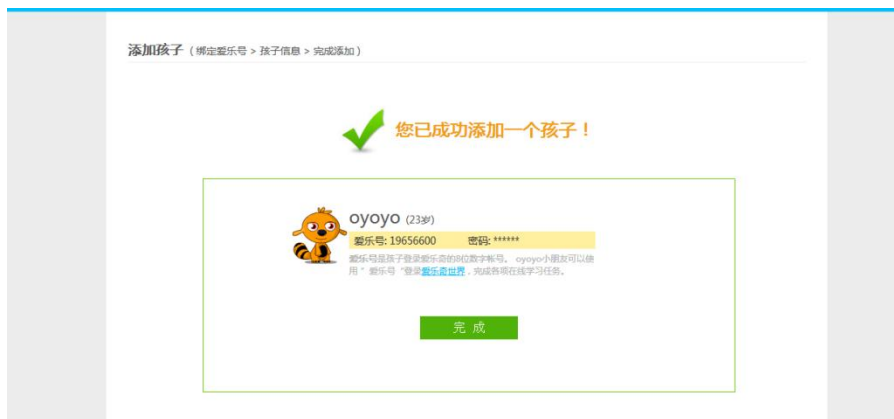 添加孩子 ( 绑定爱乐号 > 孩子信息 > 完成添加 )
您已成功添加一个孩子！
oyoyo (23岁)
爱乐号: 19656600 密码: ******
爱乐号是孩子登录爱乐奇的8位数字帐号。 oyoyo小朋友可以使
用＂爱乐号＂登录爱乐奇世界，完成各项在线学习任务。
完 成